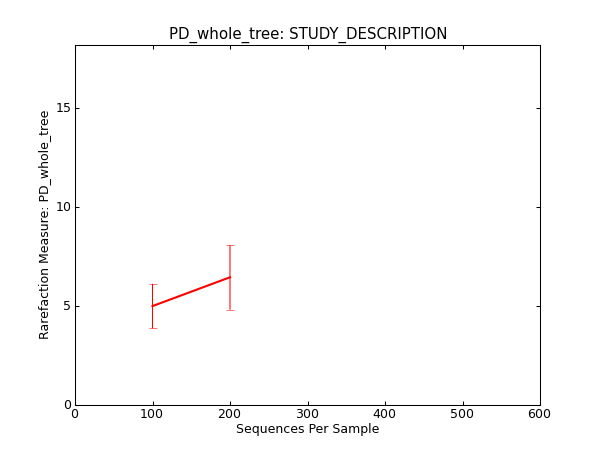 PD_whole_tree: STUDY_DESCRIPTION
Rarefaction Measure: PD_whole_tree
15
10
5
0
0 100 200 300 400 500 600
Sequences Per Sample